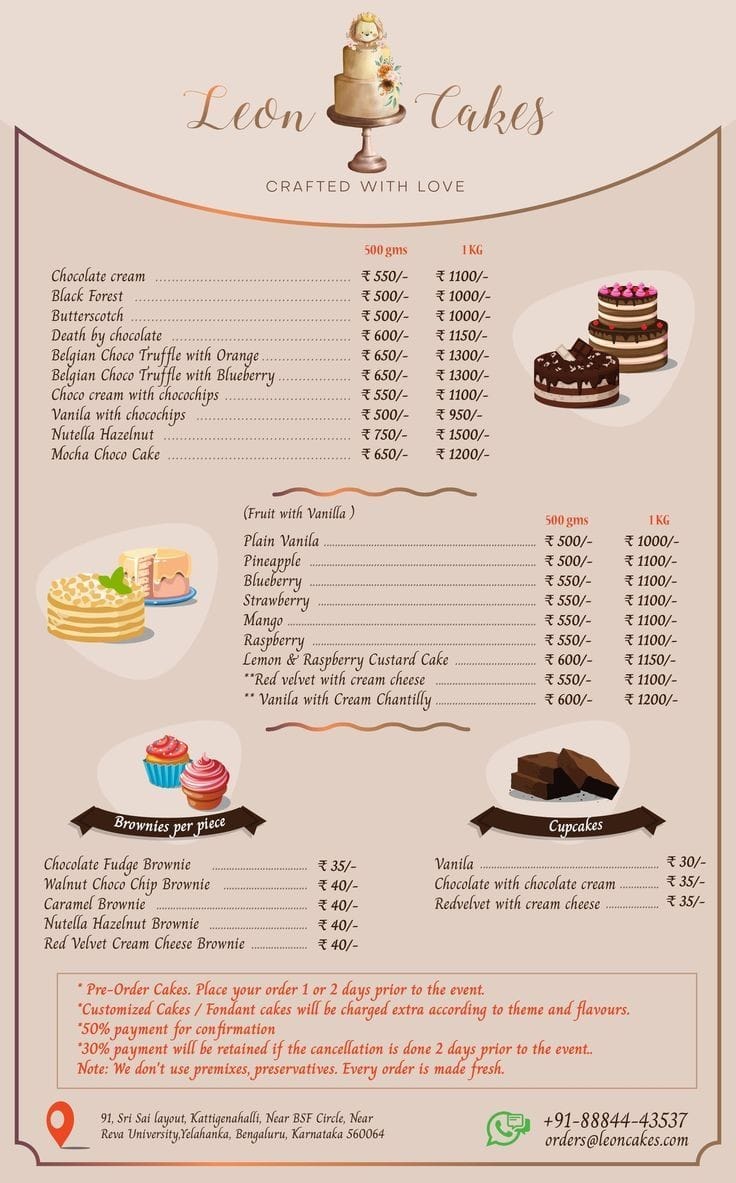 Leon Cakes
CRAFTED WITH LOVE
500 gms 1 KG
Chocolate cream ₹ 550/- ₹ 1100/-
Black Forest ₹ 500/- ₹ 1000/-
Butterscotch ₹ 500/- ₹ 1000/-
Death by chocolate ₹ 600/- ₹ 1150/-
Belgian Choco Truffle with Orange ₹ 650/- ₹ 1300/-
Belgian Choco Truffle with Blueberry ₹ 650/- ₹ 1300/-
Choco cream with chocochips ₹ 550/- ₹ 1100/-
Vanila with chocochips ₹ 500/- ₹ 950/-
Nutella Hazelnut ₹ 750/- ₹ 1500/-
Mocha Choco Cake ₹ 650/- ₹ 1200/-
(Fruit with Vanilla )
500 gms 1 KG
Plain Vanila ₹ 500/- ₹ 1000/-
Pineapple ₹ 500/- ₹ 1100/-
Blueberry ₹ 550/- ₹ 1100/-
Strawberry ₹ 550/- ₹ 1100/-
Mango ₹ 550/- ₹ 1100/-
Raspberry ₹ 550/- ₹ 1100/-
Lemon & Raspberry Custard Cake ₹ 600/- ₹ 1150/-
**Red velvet with cream cheese ₹ 550/- ₹ 1100/-
** Vanila with Cream Chantilly ₹ 600/- ₹ 1200/-
Brownies per piece
Chocolate Fudge Brownie ₹ 35/-
Walnut Choco Chip Brownie ₹ 40/-
Caramel Brownie ₹ 40/-
Nutella Hazelnut Brownie ₹ 40/-
Red Velvet Cream Cheese Brownie ₹ 40/-
Cupcakes
Vanila ₹ 30/-
Chocolate with chocolate cream ₹ 35/-
Redvelvet with cream cheese ₹ 35/-
* Pre-Order Cakes. Place your order 1 or 2 days prior to the event.
*Customized Cakes / Fondant cakes will be charged extra according to theme and flavours.
*50% payment for confirmation
*30% payment will be retained if the cancellation is done 2 days prior to the event..
Note: We don't use premixes, preservatives. Every order is made fresh.
91, Sri Sai layout, Kattigenahalli, Near BSF Circle, Near
Reva University,Yelahanka, Bengaluru, Karnataka 560064
+91-88844-43537
orders@leoncakes.com